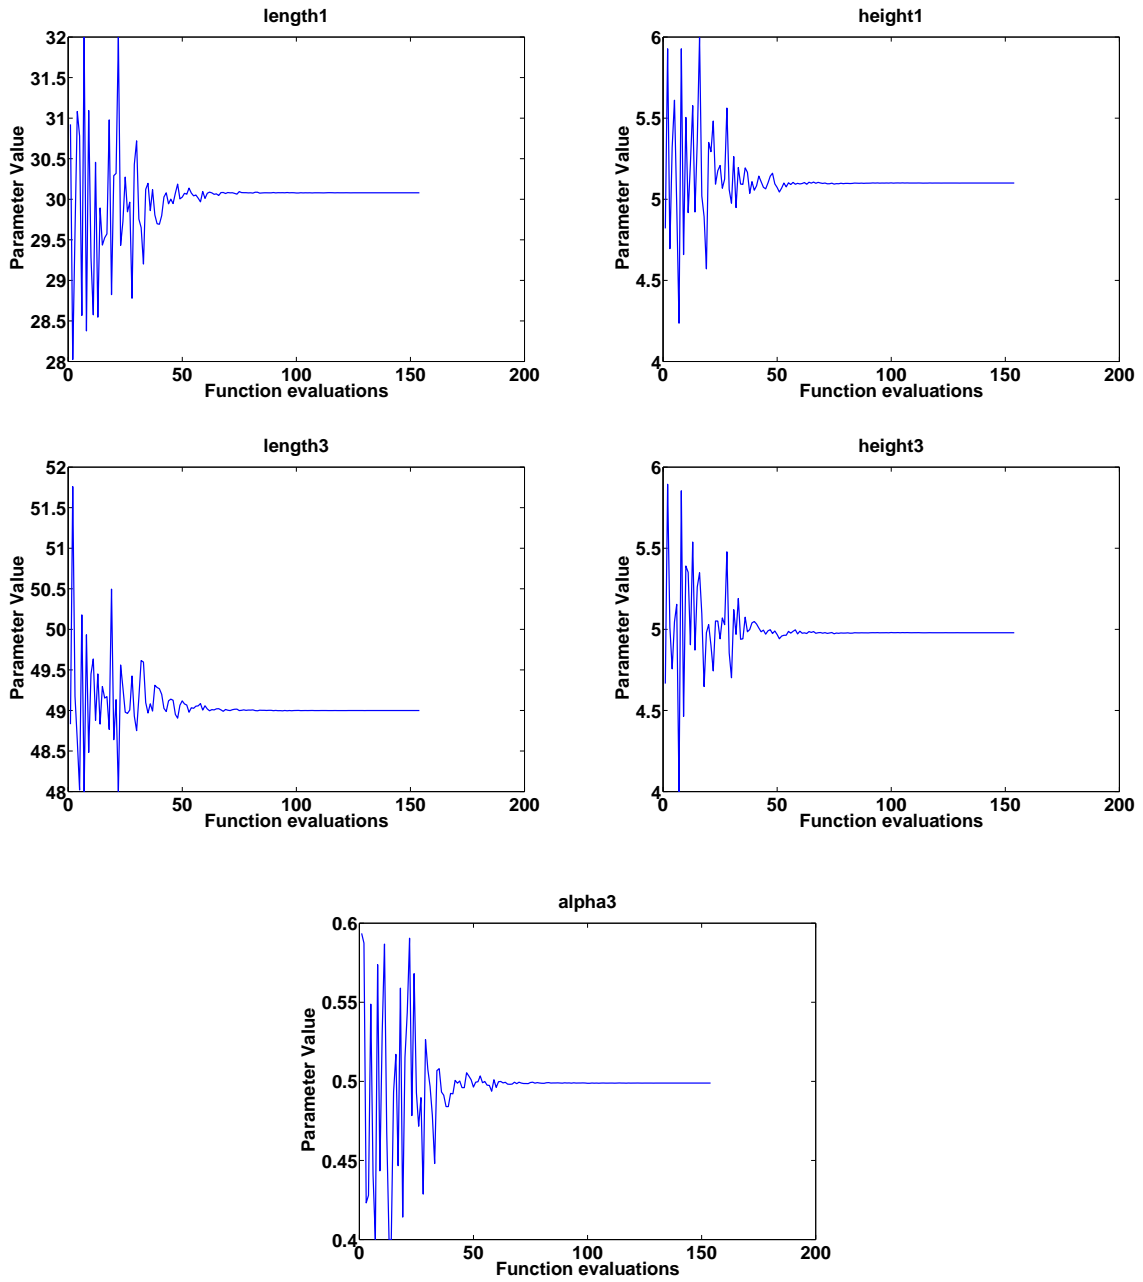 length1
32
31.5
31
30.5
30
29.5
29
28.5
28
Parameter Value
0 50 100 150 200
Function evaluations
height1
6
5.5
5
4.5
4
Parameter Value
0 50 100 150 200
Function evaluations
length3
52
51.5
51
50.5
50
49.5
49
48.5
48
Parameter Value
0 50 100 150 200
Function evaluations
height3
6
5.5
5
4.5
4
Parameter Value
0 50 100 150 200
Function evaluations
alpha3
0.6
0.55
0.5
0.45
0.4
Parameter Value
0 50 100 150 200
Function evaluations